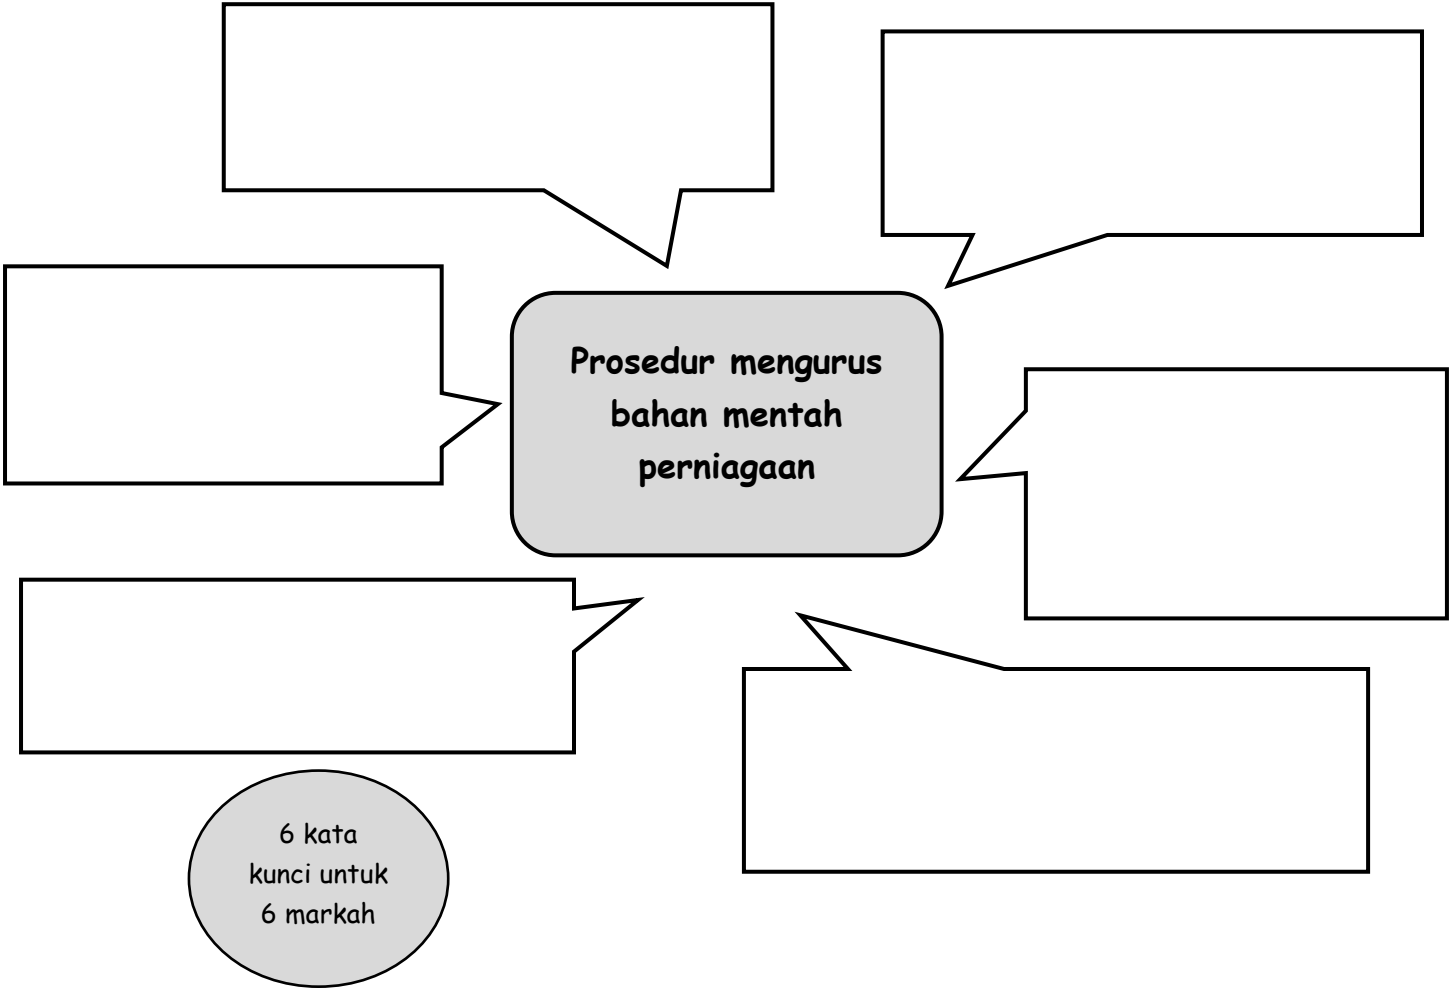 Prosedur mengurus
bahan mentah
perniagaan
6 kata
kunci untuk
6 markah